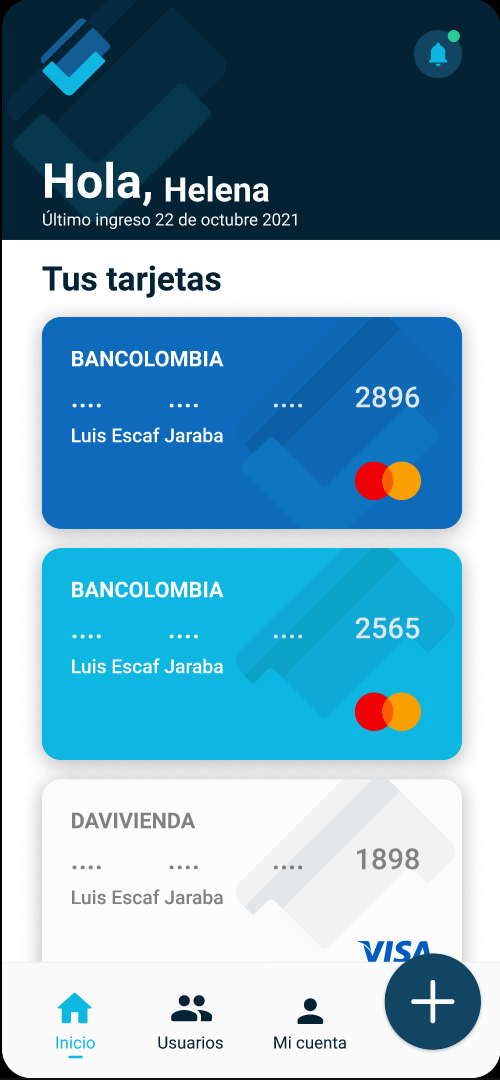 Hola, Helena
Último ingreso 22 de octubre 2021
Tus tarjetas
BANCOLOMBIA
.... .... .... 2896
Luis Escaf Jaraba
BANCOLOMBIA
.... .... .... 2565
Luis Escaf Jaraba
DAVIVIENDA
.... .... .... 1898
Luis Escaf Jaraba
VISA
Inicio Usuarios Mi cuenta